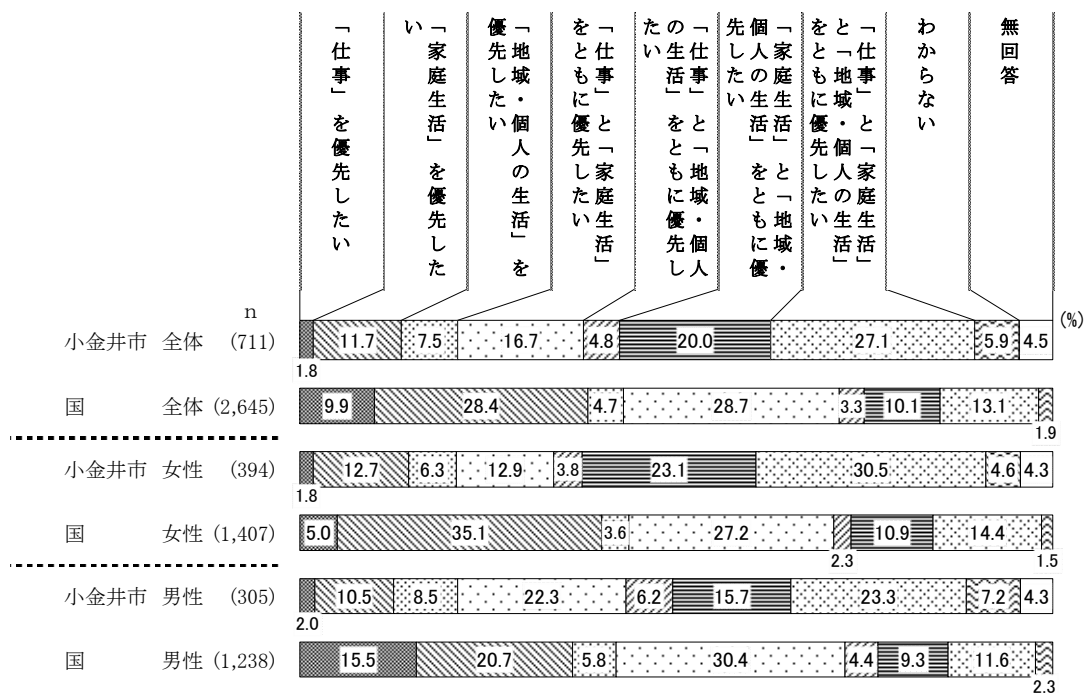 「仕事」を優先したい
「家庭生活」を優先した
い
「地域・個人の生活」を
優先したい
「仕事」と「家庭生活」
をともに優先したい
「仕事」と「地域・個人
の生活」をともに優先し
たい
「家庭生活」と「地域・
個人の生活」をともに優
先したい
「仕事」と「家庭生活」
と「地域・個人の生活」
をともに優先したい
わからない
無回答
n
(%)
小金井市 全体 (711)
1.8 11.7 7.5 16.7 4.8 20.0 27.1 5.9 4.5
国 全体 (2,645)
9.9 28.4 4.7 28.7 3.3 10.1 13.1 1.9
小金井市 女性 (394)
1.8 12.7 6.3 12.9 3.8 23.1 30.5 4.6 4.3
国 女性 (1,407)
5.0 35.1 3.6 27.2 2.3 10.9 14.4 1.5
小金井市 男性 (305)
2.0 10.5 8.5 22.3 6.2 15.7 23.3 7.2 4.3
国 男性 (1,238)
15.5 20.7 5.8 30.4 4.4 9.3 11.6 2.3